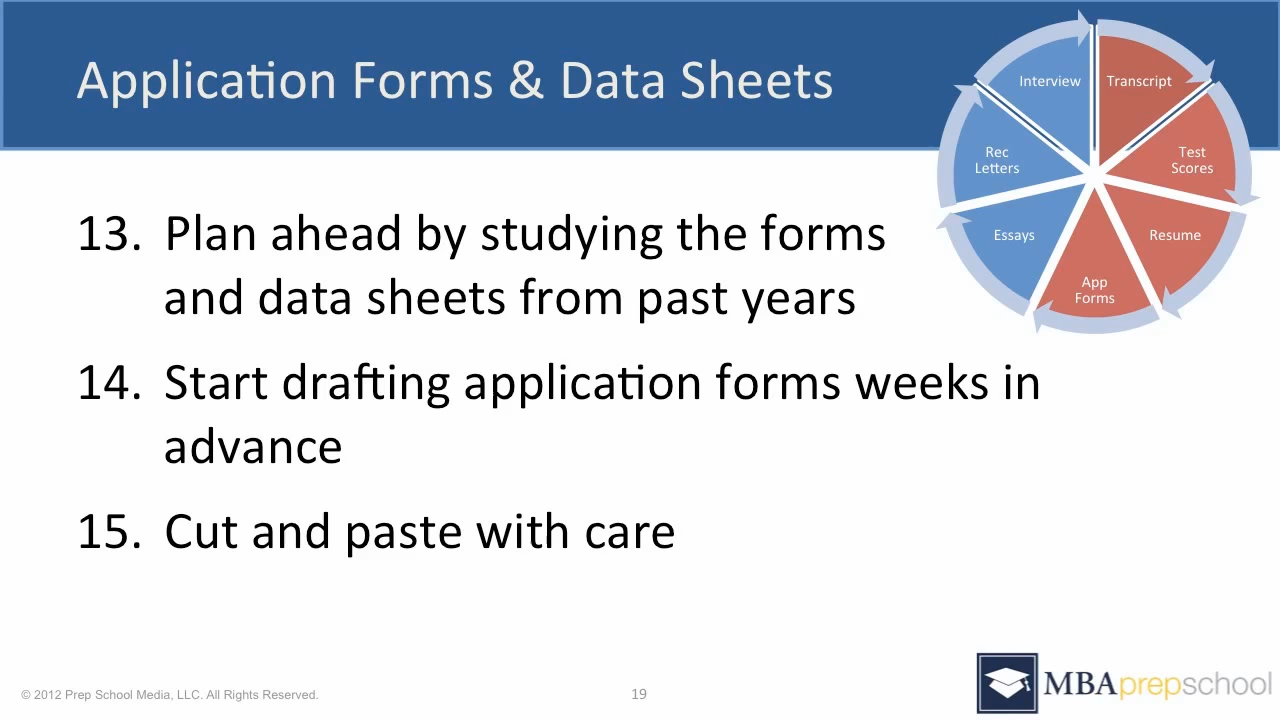 Application Forms & Data Sheets
Interview
Transcript
Rec
Letters
Test
Scores
Essays
Resume
App
Forms
13. Plan ahead by studying the forms
and data sheets from past years
14. Start drafting application forms weeks in
advance
15. Cut and paste with care
© 2012 Prep School Media, LLC. All Rights Reserved.
19
MBAprepschool